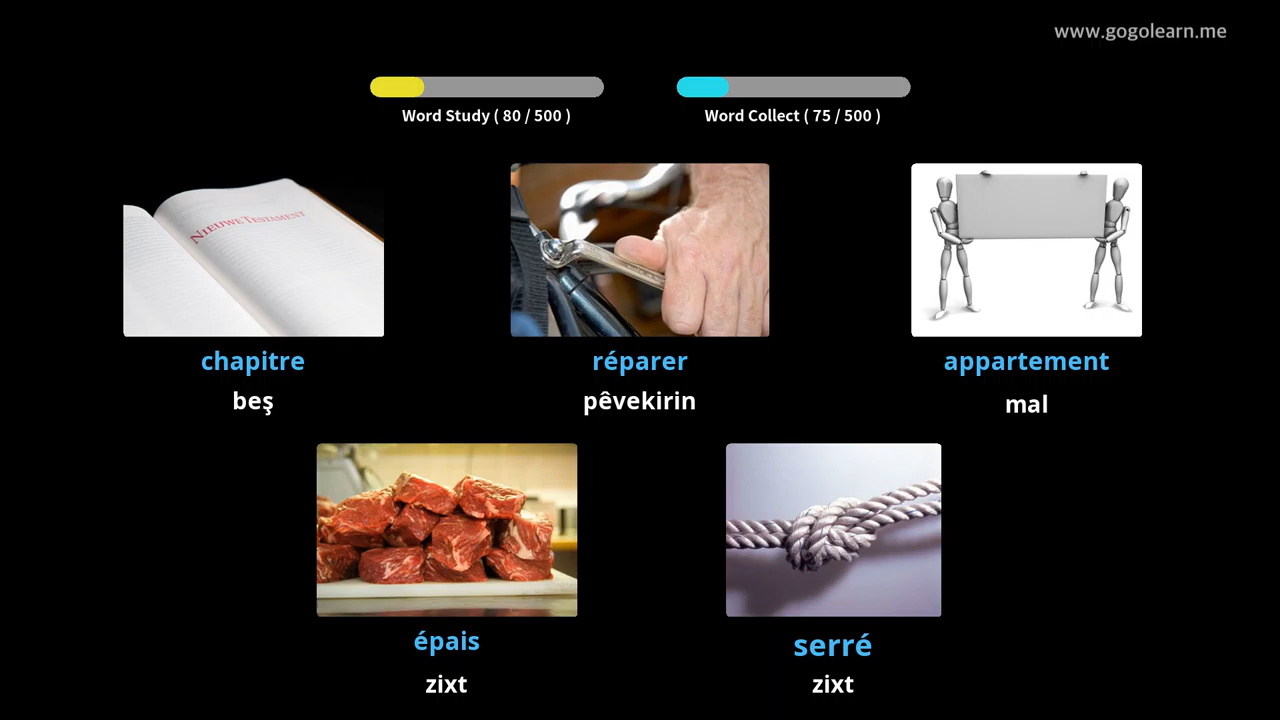 www.gogolearn.me
Word Study ( 80 / 500 )
Word Collect ( 75 / 500 )
NIEUWE TESTAMENT
chapitre
beş
réparer
pêvekirin
appartement
mal
épais
zixt
serré
zixt